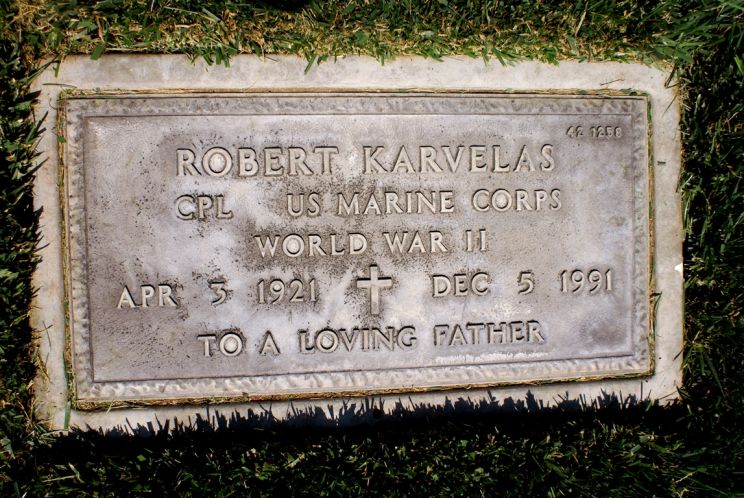 42 1258
ROBERT KARVELAS
CPL US MARINE CORPS
WORLD WAR II
APR 3 1921 DEC 5 1991
TO A LOVING FATHER